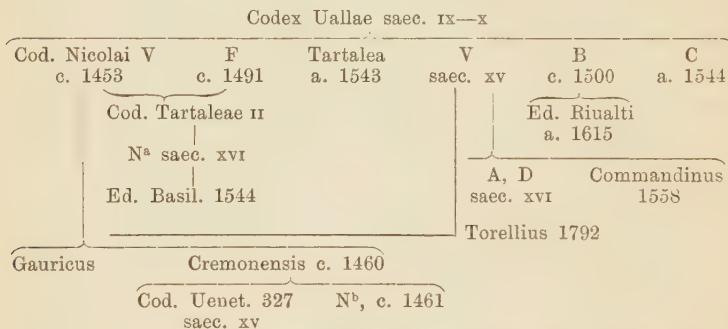 Codex Uallae saec. IX—X
Cod. Nicolai V F Tartalea V B C
c. 1453 c. 1491 a. 1543 saec. XV c. 1500 a. 1544
Cod. Tartaleae II Ed. Riualti
a. 1615
Nᵃ saec. XVI
A, D Commandinus
Ed. Basil. 1544 saec. XVI 1558
Torellius 1792
Gauricus Cremonensis c. 1460
Cod. Uenet. 327 Nᵇ, c. 1461
saec. XV